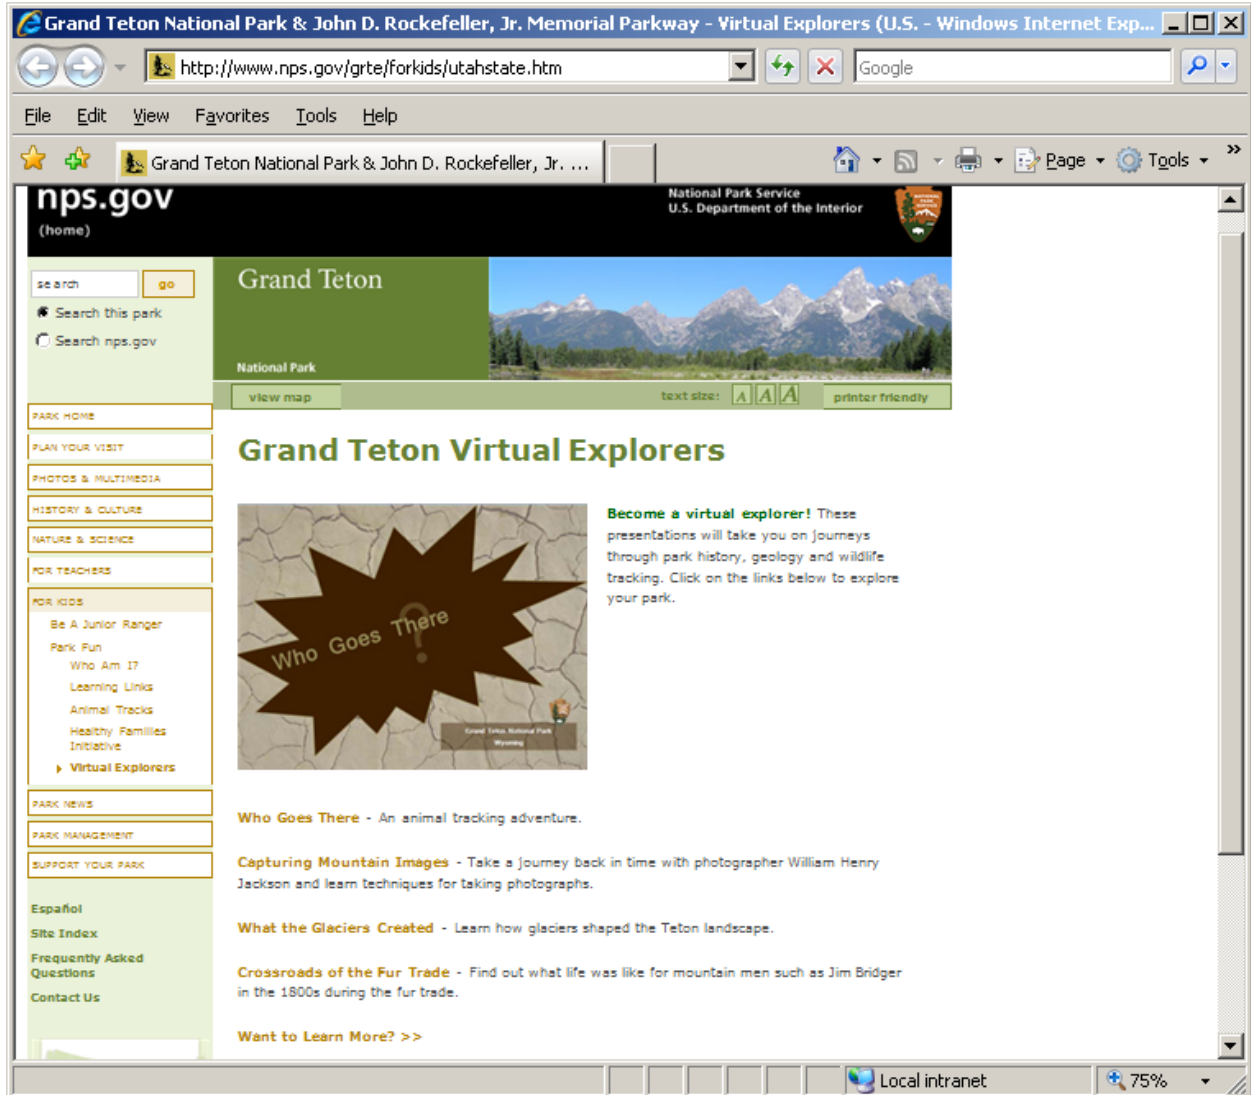 Grand Teton National Park & John D. Rockefeller, Jr. Memorial Parkway - Virtual Explorers (U.S. - Windows Internet Exp...
http://www.nps.gov/grte/forkids/utahstate.htm
Google
File Edit View Favorites Tools Help
Grand Teton National Park & John D. Rockefeller, Jr. ...
Page Tools
nps.gov
(home)
National Park Service
U.S. Department of the Interior
search go
Search this park
Search nps.gov
Grand Teton
National Park
view map
text size: A A A
printer friendly
PARK HOME
PLAN YOUR VISIT
PHOTOS & MULTIMEDIA
HISTORY & CULTURE
NATURE & SCIENCE
FOR TEACHERS
FOR KIDS
Be A Junior Ranger
Park Fun
Who Am I?
Learning Links
Animal Tracks
Healthy Families
Initiative
Virtual Explorers
PARK NEWS
PARK MANAGEMENT
SUPPORT YOUR PARK
Español
Site Index
Frequently Asked
Questions
Contact Us
Grand Teton Virtual Explorers
Who Goes There
?
Grand Teton National Park
Wyoming
Become a virtual explorer! These
presentations will take you on journeys
through park history, geology and wildlife
tracking. Click on the links below to explore
your park.
Who Goes There - An animal tracking adventure.
Capturing Mountain Images - Take a journey back in time with photographer William Henry
Jackson and learn techniques for taking photographs.
What the Glaciers Created - Learn how glaciers shaped the Teton landscape.
Crossroads of the Fur Trade - Find out what life was like for mountain men such as Jim Bridger
in the 1800s during the fur trade.
Want to Learn More? >>
Local intranet
75%